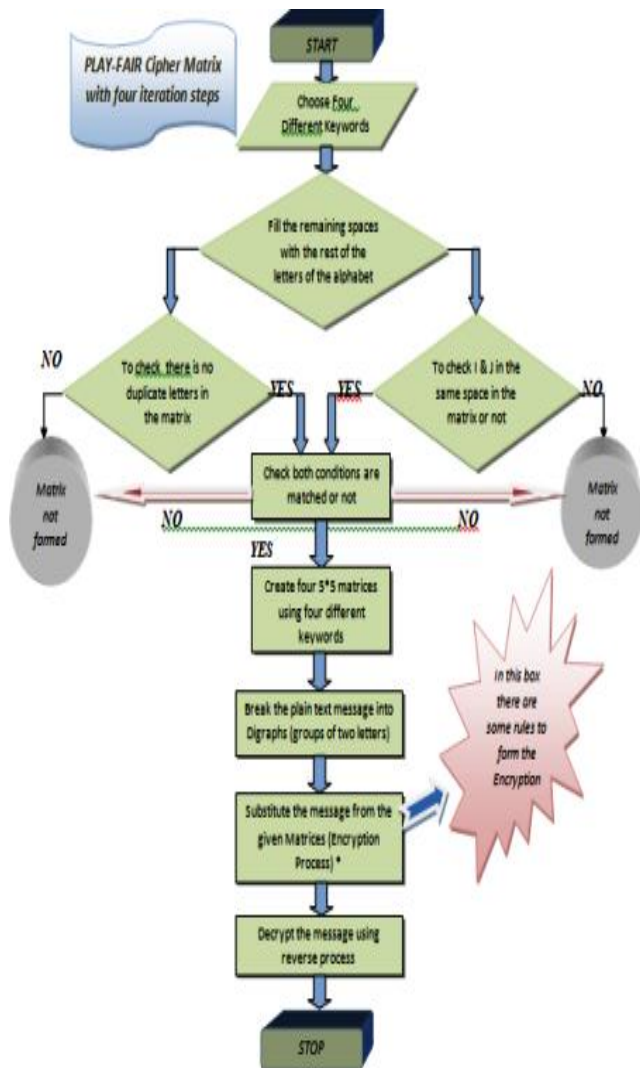 START
PLAY-FAIR Cipher Matrix
with four iteration steps
Choose Four
Different Keywords
Fill the remaining spaces
with the rest of the
letters of the alphabet
NO
To check there is no
duplicate letters in
the matrix
YES
YES
To check I & J in the
same space in the
matrix or not
NO
Matrix
not
formed
Check both conditions are
matched or not
Matrix
not
formed
NO
NO
YES
Create four 5*5 matrices
using four different
keywords
In this box
there are
some rules to
form the
Encryption
Break the plain text message into
Digraphs (groups of two letters)
Substitute the message from the
given Matrices (Encryption
Process) *
Decrypt the message using
reverse process
STOP